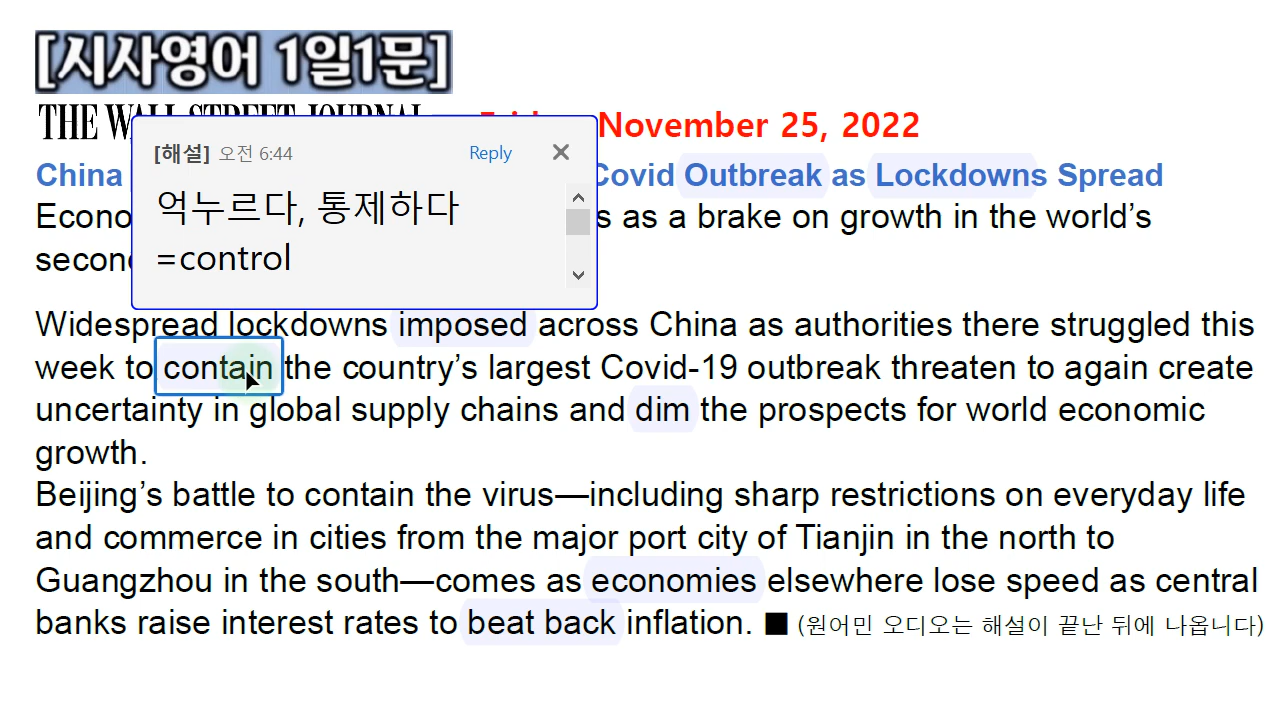 [시사영어 1일1문]
THE WALL STREET JOURNAL November 25, 2022
[해설] 오전 6:44 Reply
억누르다, 통제하다
=control
China Covid Outbreak as Lockdowns Spread
as a brake on growth in the world's
Widespread lockdowns imposed across China as authorities there struggled this
week to contain the country's largest Covid-19 outbreak threaten to again create
uncertainty in global supply chains and dim the prospects for world economic
growth.
Beijing's battle to contain the virus—including sharp restrictions on everyday life
and commerce in cities from the major port city of Tianjin in the north to
Guangzhou in the south—comes as economies elsewhere lose speed as central
banks raise interest rates to beat back inflation. ■ (원어민 오디오는 해설이 끝난 뒤에 나옵니다)